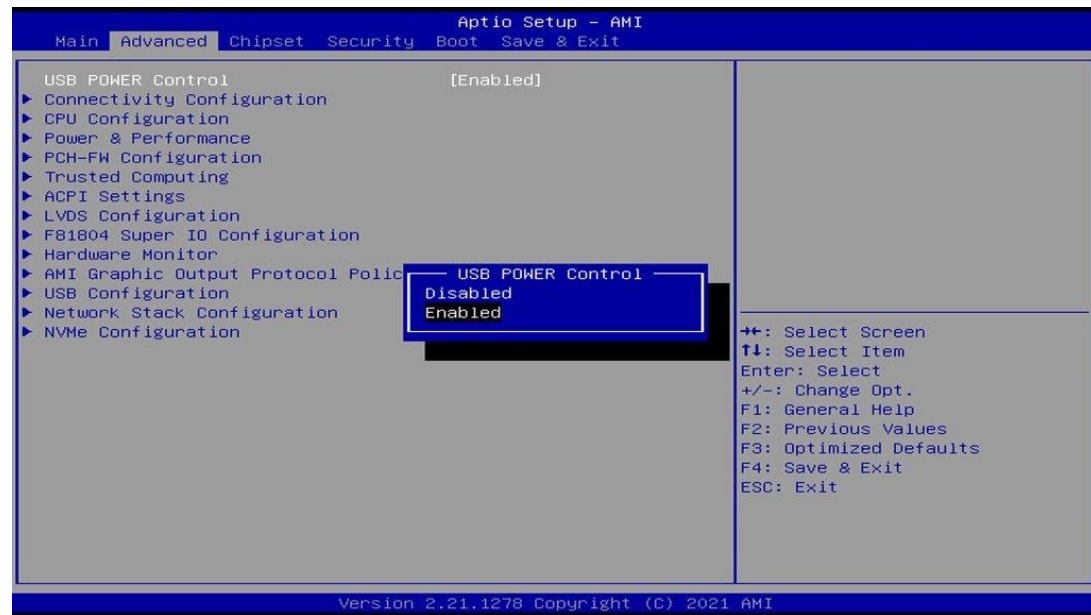 Aptio Setup – AMI
Main Advanced Chipset Security Boot Save & Exit
USB POWER Control [Enabled]
► Connectivity Configuration
► CPU Configuration
► Power & Performance
► PCH-FW Configuration
► Trusted Computing
► ACPI Settings
► LVDS Configuration
► F81804 Super IO Configuration
► Hardware Monitor
► AMI Graphic Output Protocol Polic
► USB Configuration
► Network Stack Configuration
► NVMe Configuration
USB POWER Control
Disabled
Enabled
→←: Select Screen
↑↓: Select Item
Enter: Select
+/-: Change Opt.
F1: General Help
F2: Previous Values
F3: Optimized Defaults
F4: Save & Exit
ESC: Exit
Version 2.21.1278 Copyright (C) 2021 AMI